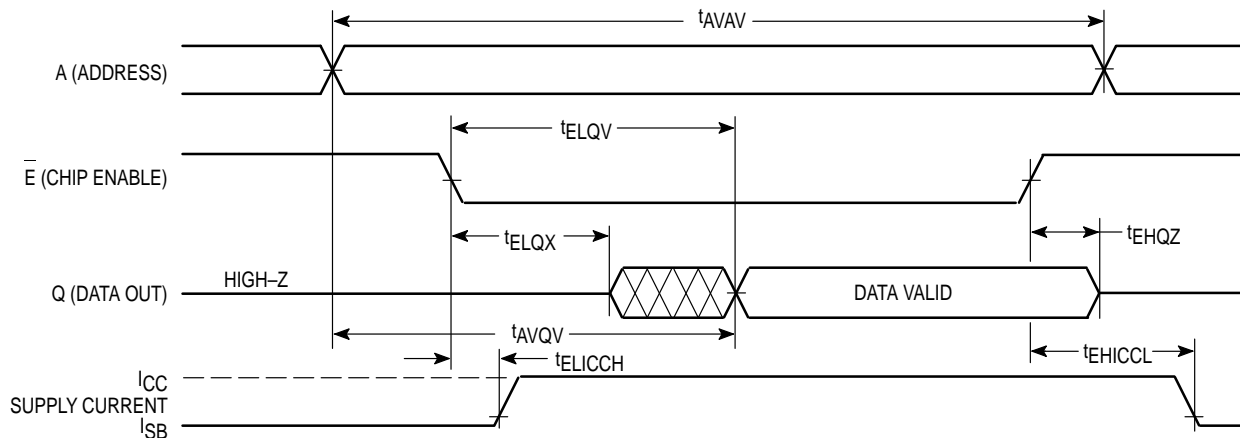 tAVAV
A (ADDRESS)
tELQV
E (CHIP ENABLE)
tELQX
tEHQZ
HIGH–Z
Q (DATA OUT)
DATA VALID
tAVQV
tELICCH
tEHICCL
ICC
SUPPLY CURRENT
ISB